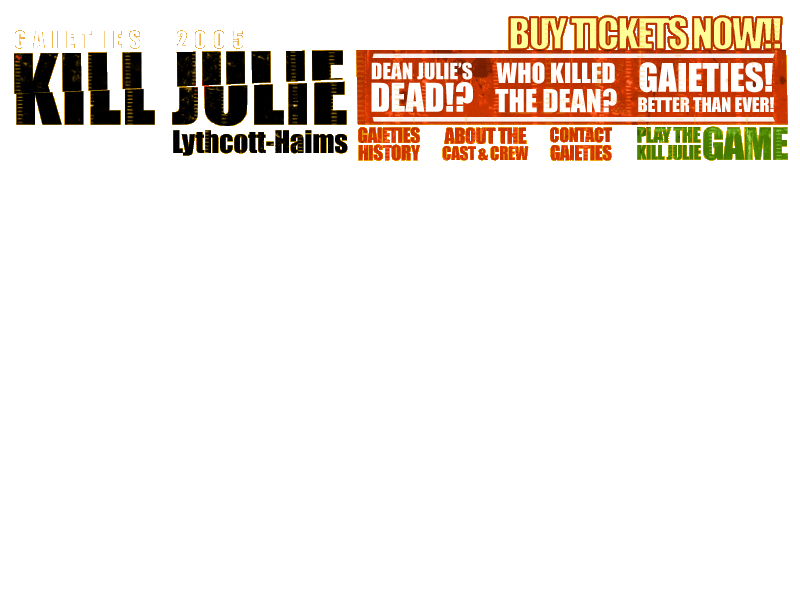 GAIETIES 2005
KILL JULIE
Lythcott-Haims
BUY TICKETS NOW!!
DEAN JULIE'S
DEAD!?
WHO KILLED
THE DEAN?
GAIETIES!
BETTER THAN EVER!
GAIETIES
HISTORY
ABOUT THE
CAST & CREW
CONTACT
GAIETIES
PLAY THE
KILL JULIE
GAME